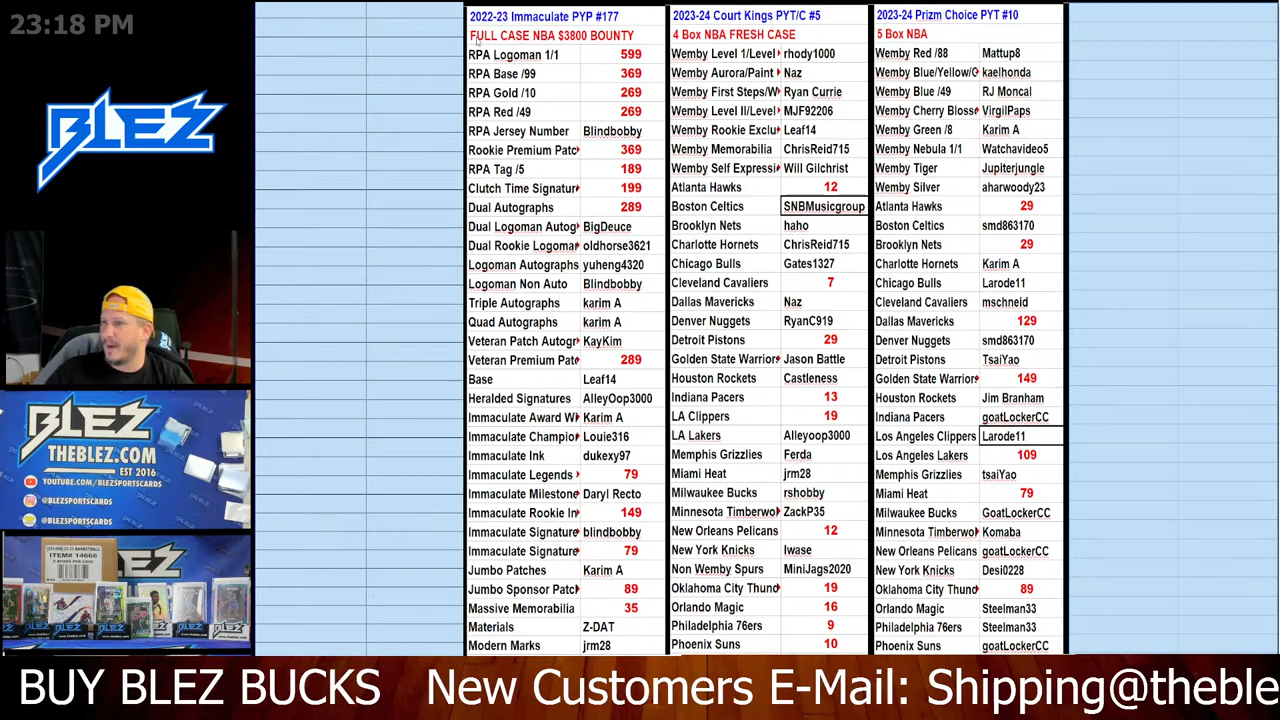 23:18 PM
BLEZ
BLEZ
THEBLEZ.COM
EST 2016
YOUTUBE.COM/BLEZSPORTSCARDS
@BLEZSPORTSCARDS
@BLEZSPORTSCARDS
ITEM# 14666
2022-23 Immaculate PYP #177
FULL CASE NBA $3800 BOUNTY
RPA Logoman 1/1 599
RPA Base /99 369
RPA Gold /10 269
RPA Red /49 269
RPA Jersey Number Blindbobby
Rookie Premium Patc 369
RPA Tag /5 189
Clutch Time Signatur 199
Dual Autographs 289
Dual Logoman Autog BigDeuce
Dual Rookie Logomar oldhorse3621
Logoman Autographs yuheng4320
Logoman Non Auto Blindbobby
Triple Autographs karim A
Quad Autographs karim A
Veteran Patch Autogr KayKim
Veteran Premium Pate 289
Base Leaf14
Heralded Signatures AlleyOop3000
Immaculate Award Wi Karim A
Immaculate Champio Louie316
Immaculate Ink dukexy97
Immaculate Legends 79
Immaculate Milestone Daryl Recto
Immaculate Rookie In 149
Immaculate Signature blindbobby
Immaculate Signature 79
Jumbo Patches Karim A
Jumbo Sponsor Patc 89
Massive Memorabilia 35
Materials Z-DAT
Modern Marks jrm28
2023-24 Court Kings PYT/C #5
4 Box NBA FRESH CASE
Wemby Level 1/Level rhody1000
Wemby Aurora/Paint Naz
Wemby First Steps/W Ryan Currie
Wemby Level II/Level MJF92206
Wemby Rookie Exclu Leaf14
Wemby Memorabilia ChrisReid715
Wemby Self Expressi Will Gilchrist
Atlanta Hawks 12
Boston Celtics SNBMusicgroup
Brooklyn Nets haho
Charlotte Hornets ChrisReid715
Chicago Bulls Gates1327
Cleveland Cavaliers 7
Dallas Mavericks Naz
Denver Nuggets RyanC919
Detroit Pistons 29
Golden State Warrior Jason Battle
Houston Rockets Castleness
Indiana Pacers 13
LA Clippers 19
LA Lakers Alleyoop3000
Memphis Grizzlies Ferda
Miami Heat jrm28
Milwaukee Bucks rshobby
Minnesota Timberwo ZackP35
New Orleans Pelicans 12
New York Knicks Iwase
Non Wemby Spurs MiniJags2020
Oklahoma City Thund 19
Orlando Magic 16
Philadelphia 76ers 9
Phoenix Suns 10
2023-24 Prizm Choice PYT #10
5 Box NBA
Wemby Red /88 Mattup8
Wemby Blue/Yellow/C kaelhonda
Wemby Blue /49 RJ Moncal
Wemby Cherry Blosso VirgilPaps
Wemby Green /8 Karim A
Wemby Nebula 1/1 Watchavideo5
Wemby Tiger Jupiterjungle
Wemby Silver aharwoody23
Atlanta Hawks 29
Boston Celtics smd863170
Brooklyn Nets 29
Charlotte Hornets Karim A
Chicago Bulls Larode11
Cleveland Cavaliers mschneid
Dallas Mavericks 129
Denver Nuggets smd863170
Detroit Pistons TsaiYao
Golden State Warrior 149
Houston Rockets Jim Branham
Indiana Pacers goatLockerCC
Los Angeles Clippers Larode11
Los Angeles Lakers 109
Memphis Grizzlies tsaiYao
Miami Heat 79
Milwaukee Bucks GoatLockerCC
Minnesota Timberwo Komaba
New Orleans Pelicans goatLockerCC
New York Knicks Desi0228
Oklahoma City Thund 89
Orlando Magic Steelman33
Philadelphia 76ers Steelman33
Phoenix Suns goatLockerCC
BUY BLEZ BUCKS New Customers E-Mail: Shipping@theble